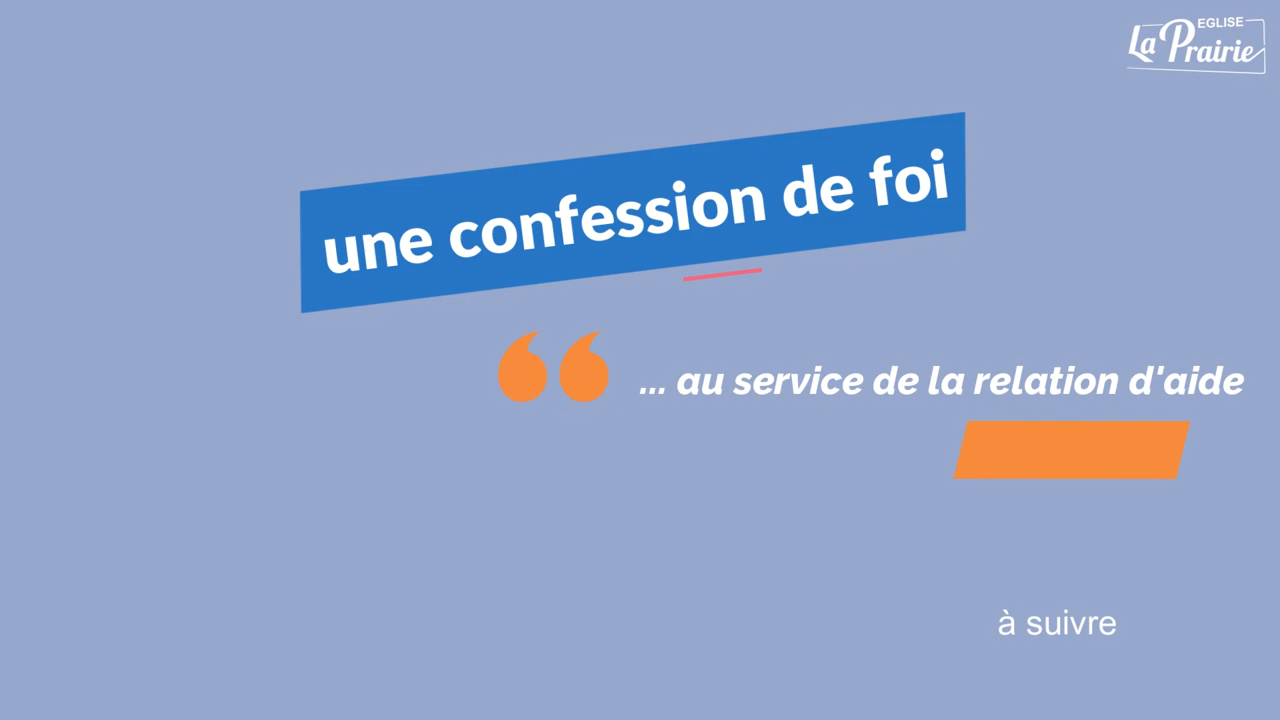 EGLISE
La Prairie
une confession de foi
... au service de la relation d'aide
à suivre